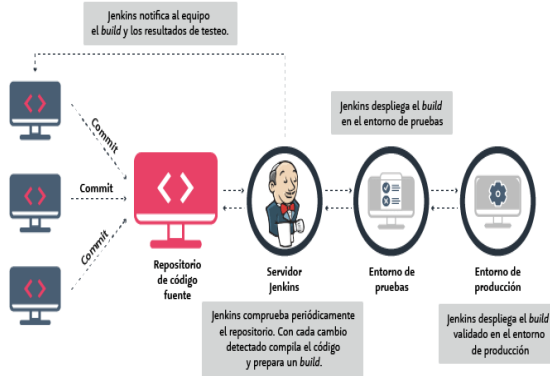 Jenkins notifica al equipo
el build y los resultados de testeo.
Commit
Commit
Commit
Jenkins despliega el build
en el entorno de pruebas
Repositorio
de código
fuente
Servidor
Jenkins
Entorno de
pruebas
Entorno de
producción
Jenkins comprueba periódicamente
el repositorio. Con cada cambio
detectado compila el código
y prepara un build.
Jenkins despliega el build
validado en el entorno
de producción